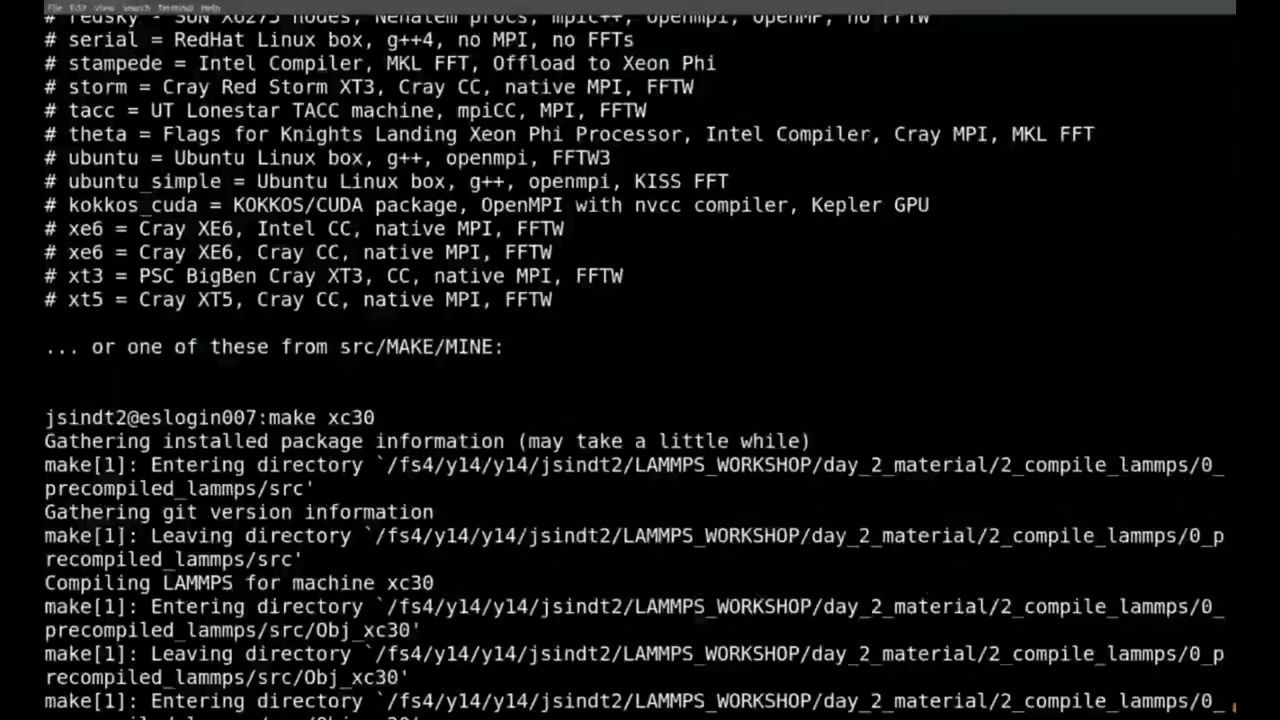 File Edit View Search Terminal Help
# redsky - SUN X6275 nodes, Nehalem procs, mpic++, openmpi, OpenMP, no FFTW
# serial = RedHat Linux box, g++4, no MPI, no FFTs
# stampede = Intel Compiler, MKL FFT, Offload to Xeon Phi
# storm = Cray Red Storm XT3, Cray CC, native MPI, FFTW
# tacc = UT Lonestar TACC machine, mpiCC, MPI, FFTW
# theta = Flags for Knights Landing Xeon Phi Processor, Intel Compiler, Cray MPI, MKL FFT
# ubuntu = Ubuntu Linux box, g++, openmpi, FFTW3
# ubuntu_simple = Ubuntu Linux box, g++, openmpi, KISS FFT
# kokkos_cuda = KOKKOS/CUDA package, OpenMPI with nvcc compiler, Kepler GPU
# xe6 = Cray XE6, Intel CC, native MPI, FFTW
# xe6 = Cray XE6, Cray CC, native MPI, FFTW
# xt3 = PSC BigBen Cray XT3, CC, native MPI, FFTW
# xt5 = Cray XT5, Cray CC, native MPI, FFTW
... or one of these from src/MAKE/MINE:
jsindt2@eslogin007:make xc30
Gathering installed package information (may take a little while)
make[1]: Entering directory `/fs4/y14/y14/jsindt2/LAMMPS_WORKSHOP/day_2_material/2_compile_lammps/0_
precompiled_lammps/src'
Gathering git version information
make[1]: Leaving directory `/fs4/y14/y14/jsindt2/LAMMPS_WORKSHOP/day_2_material/2_compile_lammps/0_p
recompiled_lammps/src'
Compiling LAMMPS for machine xc30
make[1]: Entering directory `/fs4/y14/y14/jsindt2/LAMMPS_WORKSHOP/day_2_material/2_compile_lammps/0_
precompiled_lammps/src/Obj_xc30'
make[1]: Leaving directory `/fs4/y14/y14/jsindt2/LAMMPS_WORKSHOP/day_2_material/2_compile_lammps/0_p
recompiled_lammps/src/Obj_xc30'
make[1]: Entering directory `/fs4/y14/y14/jsindt2/LAMMPS_WORKSHOP/day_2_material/2_compile_lammps/0_